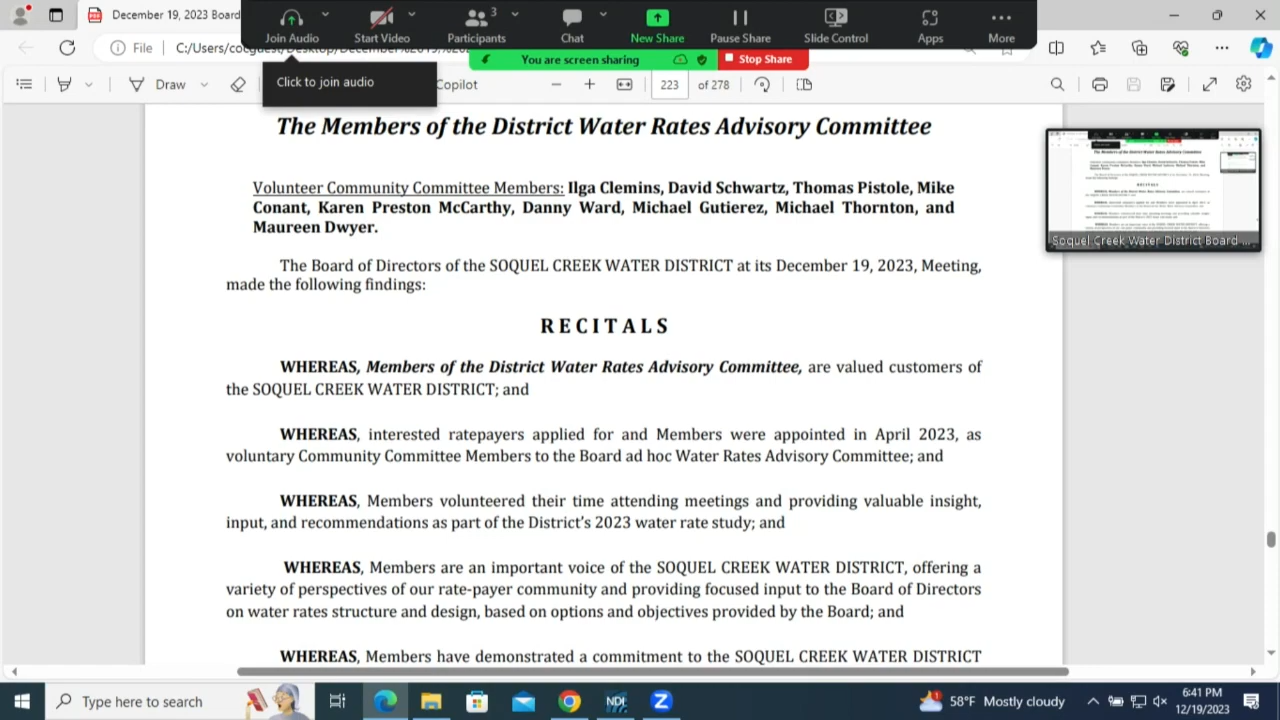 December 19, 2023 Board
Join Audio
Start Video
3
Participants
Chat
New Share
Pause Share
Slide Control
Apps
More
File
You are screen sharing
Stop Share
Click to join audio
Draw
Copilot
223
of 278
The Members of the District Water Rates Advisory Committee
Volunteer Community Committee Members: Ilga Clemins, David Schwartz, Thomas Pistole, Mike
Conant, Karen Preston-McElroy, Danny Ward, Michael Gutierez, Michael Thornton, and
Maureen Dwyer.
The Board of Directors of the SOQUEL CREEK WATER DISTRICT at its December 19, 2023, Meeting,
made the following findings:
RECITALS
WHEREAS, Members of the District Water Rates Advisory Committee, are valued customers of
the SOQUEL CREEK WATER DISTRICT; and
WHEREAS, interested ratepayers applied for and Members were appointed in April 2023, as
voluntary Community Committee Members to the Board ad hoc Water Rates Advisory Committee; and
WHEREAS, Members volunteered their time attending meetings and providing valuable insight,
input, and recommendations as part of the District's 2023 water rate study; and
WHEREAS, Members are an important voice of the SOQUEL CREEK WATER DISTRICT, offering a
variety of perspectives of our rate-payer community and providing focused input to the Board of Directors
on water rates structure and design, based on options and objectives provided by the Board; and
WHEREAS, Members have demonstrated a commitment to the SOQUEL CREEK WATER DISTRICT
Soquel Creek Water District Board ...
Type here to search
NDI
58°F Mostly cloudy
6:41 PM
12/19/2023